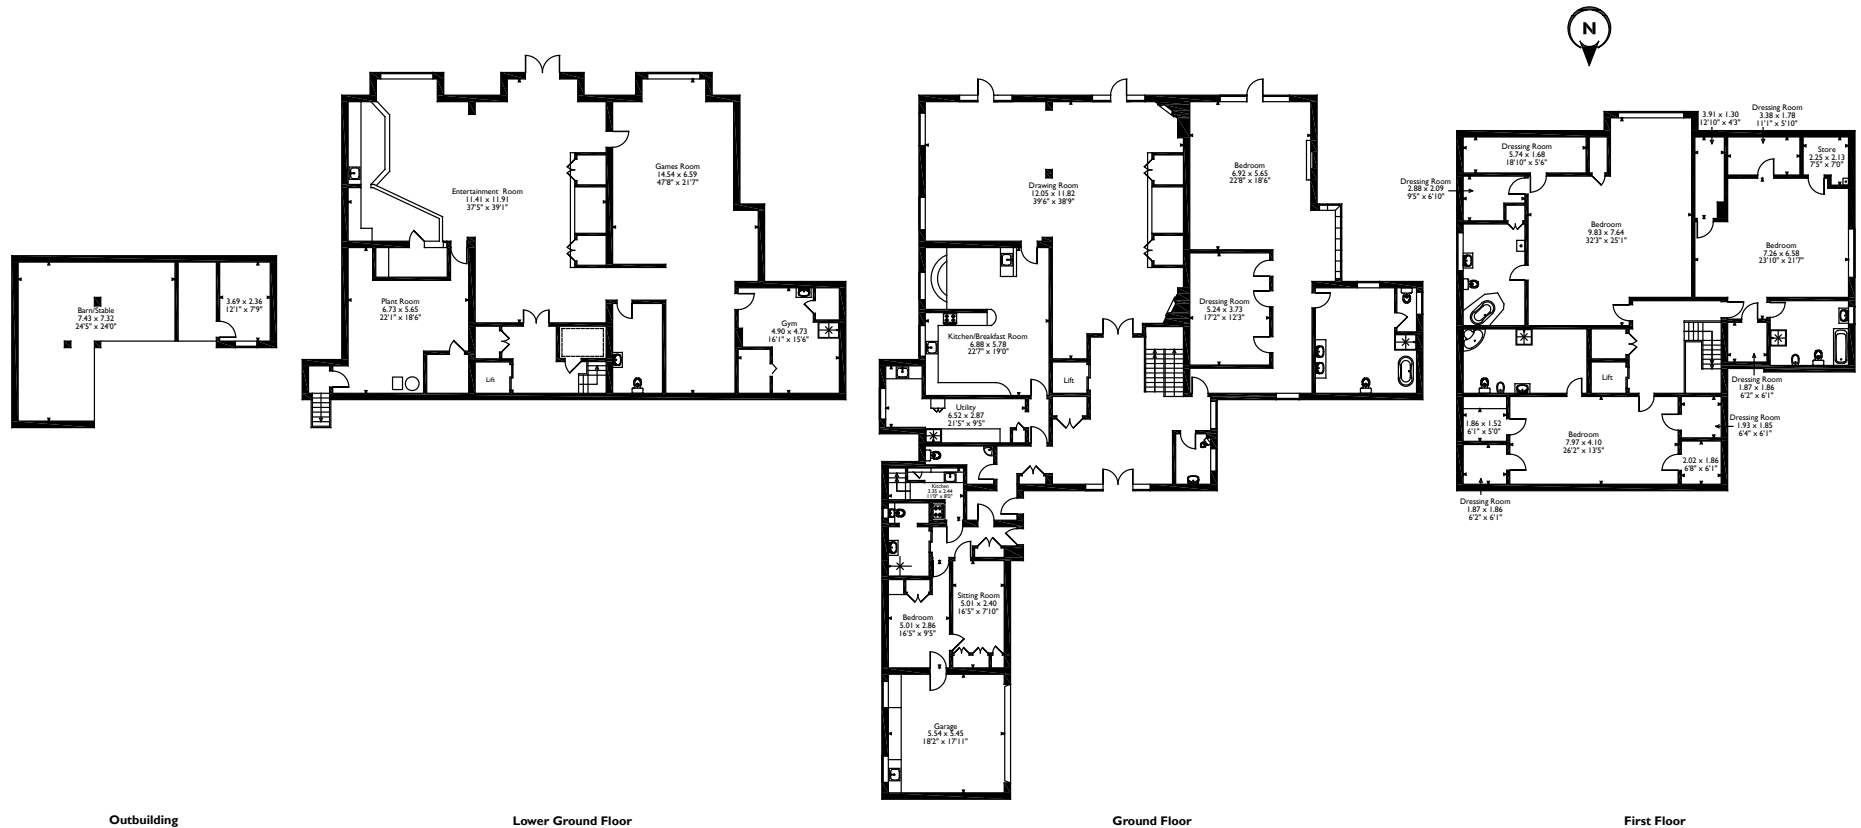 N
Barn/Stable
7.43 x 7.32
24'5" x 24'0"
3.69 x 2.36
12'1" x 7'9"
Outbuilding
Entertainment Room
11.41 x 11.91
37'5" x 39'1"
Games Room
14.54 x 6.59
47'8" x 21'7"
Plant Room
6.73 x 5.65
22'1" x 18'6"
Gym
4.90 x 4.73
16'1" x 15'6"
Lift
Lower Ground Floor
Drawing Room
12.05 x 11.82
39'6" x 38'9"
Bedroom
6.92 x 5.65
22'8" x 18'6"
Dressing Room
5.24 x 3.73
17'2" x 12'3"
Kitchen/Breakfast Room
6.88 x 5.78
22'7" x 19'0"
Lift
Utility
6.52 x 2.87
21'5" x 9'5"
Kitchen
3.35 x 2.44
11'0" x 8'0"
Sitting Room
5.01 x 2.40
16'5" x 7'10"
Bedroom
5.01 x 2.86
16'5" x 9'5"
Garage
5.54 x 5.45
18'2" x 17'11"
Ground Floor
3.91 x 1.30
12'10" x 4'3"
Dressing Room
3.38 x 1.78
11'1" x 5'10"
Dressing Room
5.74 x 1.68
18'10" x 5'6"
Store
2.25 x 2.13
7'5" x 7'0"
Dressing Room
2.88 x 2.09
9'5" x 6'10"
Bedroom
9.83 x 7.64
32'3" x 25'1"
Bedroom
7.26 x 6.58
23'10" x 21'7"
Lift
Dressing Room
1.87 x 1.86
6'2" x 6'1"
Dressing Room
1.93 x 1.85
6'4" x 6'1"
1.86 x 1.52
6'1" x 5'0"
Bedroom
7.97 x 4.10
26'2" x 13'5"
2.02 x 1.86
6'8" x 6'1"
Dressing Room
1.87 x 1.86
6'2" x 6'1"
First Floor